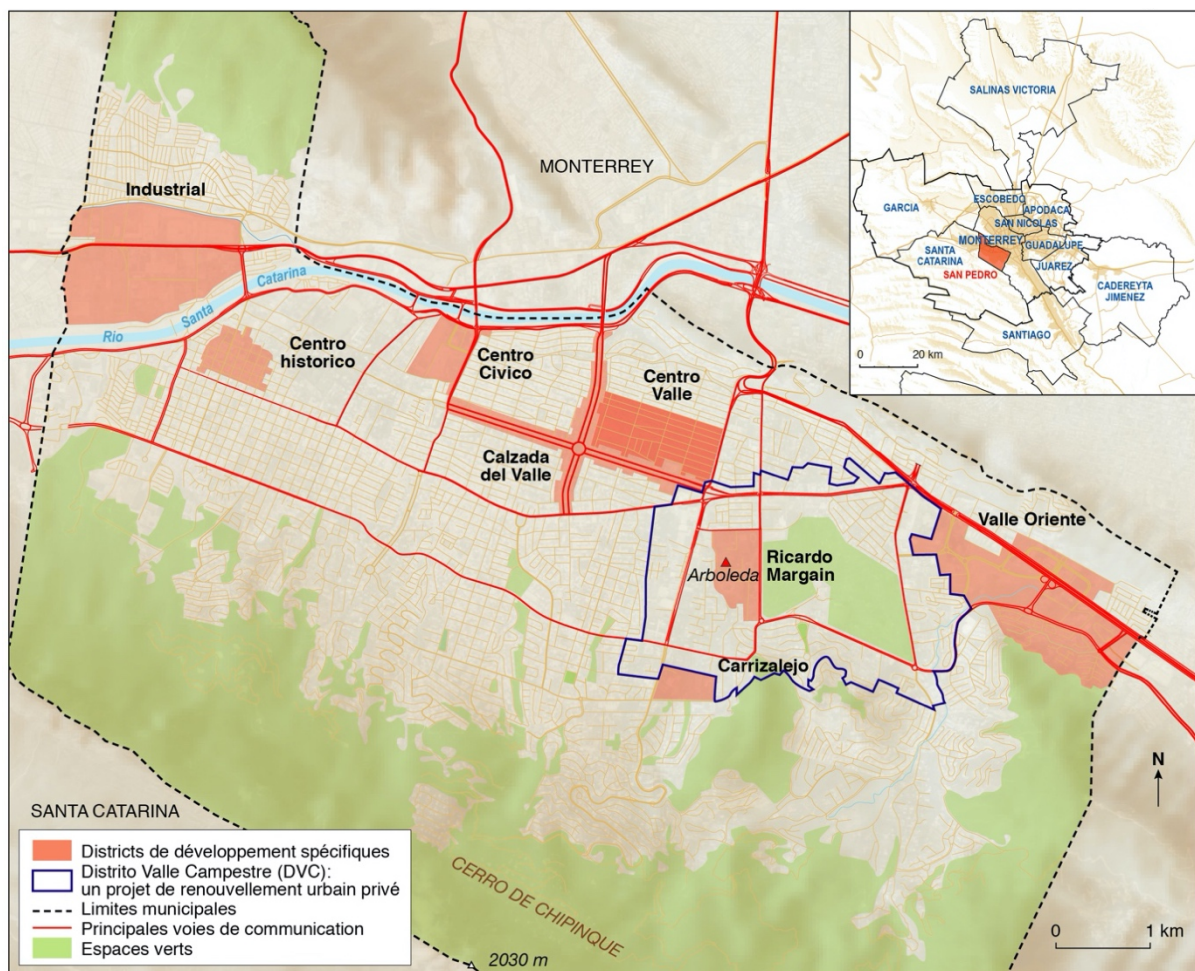 MONTERREY
Industrial
Rio Santa Catarina
Centro
historico
Centro
Civico
Centro
Valle
Calzada
del Valle
Valle Oriente
Arboleda
Ricardo
Margain
Carrizalejo
SANTA CATARINA
CERRO DE CHIPINQUE
2030 m
N
0 1 km
SALINAS VICTORIA
ESCOBEDO
GARCIA
APODACA
SAN NICOLAS
MONTERREY
GUADALUPE
SANTA
CATARINA
SAN PEDRO
JUAREZ
CADEREYTA
JIMENEZ
SANTIAGO
0 20 km
Districts de développement spécifiques
Distrito Valle Campestre (DVC):
un projet de renouvellement urbain privé
Limites municipales
Principales voies de communication
Espaces verts